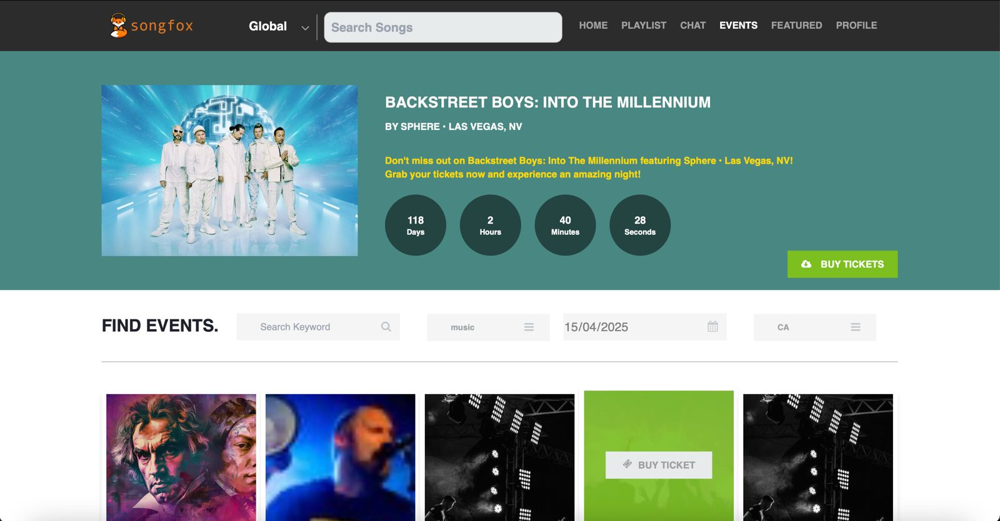 songfox
Global
Search Songs
HOME
PLAYLIST
CHAT
EVENTS
FEATURED
PROFILE
BACKSTREET BOYS: INTO THE MILLENNIUM
BY SPHERE • LAS VEGAS, NV
Don't miss out on Backstreet Boys: Into The Millennium featuring Sphere • Las Vegas, NV!
Grab your tickets now and experience an amazing night!
118
Days
2
Hours
40
Minutes
28
Seconds
BUY TICKETS
FIND EVENTS.
Search Keyword
music
15/04/2025
CA
BUY TICKET